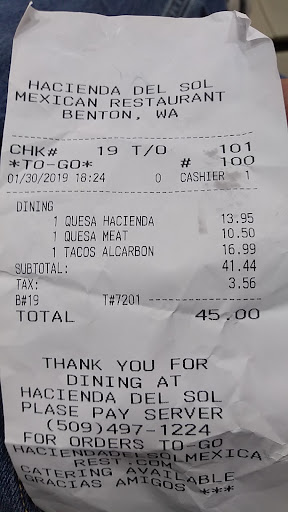 HACIENDA DEL SOL
MEXICAN RESTAURANT
BENTON, WA
CHK# 19 T/O 101
*TO-GO* # 100
01/30/2019 18:24 0 CASHIER 1
DINING
1 QUESA HACIENDA 13.95
1 QUESA MEAT 10.50
1 TACOS ALCARBON 16.99
SUBTOTAL: 41.44
TAX: 3.56
B#19 T#7201 --------------
TOTAL 45.00
THANK YOU FOR
DINING AT
HACIENDA DEL SOL
PLASE PAY SERVER
(509)497-1224
FOR ORDERS TO-GO
HACIENDADELSOLMEXICA
REST.COM
CATERING AVAILABLE
GRACIAS AMIGOS ***